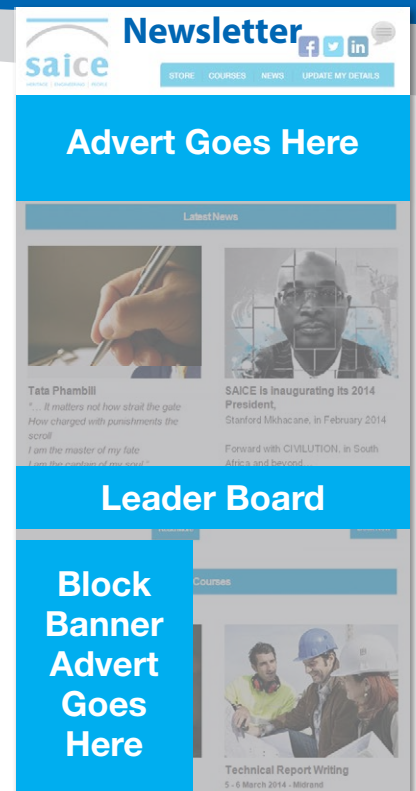 Newsletter
saice
STORE COURSES NEWS UPDATE MY DETAILS
Advert Goes Here
Latest News
Tata Phambili
"... it matters not how strait the gate
How charged with punishments the
scroll
I am the master of my fate
I am the captain of my soul."
SAICE is inaugurating its 2014
President,
Stanford Mkhacane, in February 2014
Forward with CIVILUTION, in South
Africa and beyond...
Leader Board
Courses
Block
Banner
Advert
Goes
Here
Technical Report Writing
5 - 6 March 2014 - Midrand